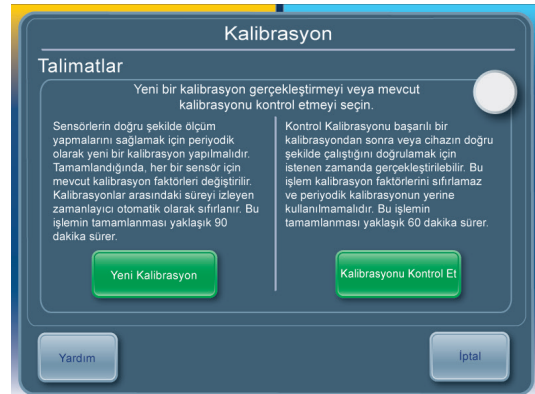 Kalibrasyon
Talimatlar
Yeni bir kalibrasyon gerçekleştirmeyi veya mevcut
kalibrasyonu kontrol etmeyi seçin.
Sensörlerin doğru şekilde ölçüm
yapmalarını sağlamak için periyodik
olarak yeni bir kalibrasyon yapılmalıdır.
Tamamlandığında, her bir sensör için
mevcut kalibrasyon faktörleri değiştirilir.
Kalibrasyonlar arasındaki süreyi izleyen
zamanlayıcı otomatik olarak sıfırlanır. Bu
işlemin tamamlanması yaklaşık 90
dakika sürer.
Yeni Kalibrasyon
Kontrol Kalibrasyonu başarılı bir
kalibrasyondan sonra veya cihazın doğru
şekilde çalıştığını doğrulamak için
istenen zamanda gerçekleştirilebilir. Bu
işlem kalibrasyon faktörlerini sıfırlamaz
ve periyodik kalibrasyonun yerine
kullanılmamalıdır. Bu işlemin
tamamlanması yaklaşık 60 dakika sürer.
Kalibrasyonu Kontrol Et
Yardım
İptal